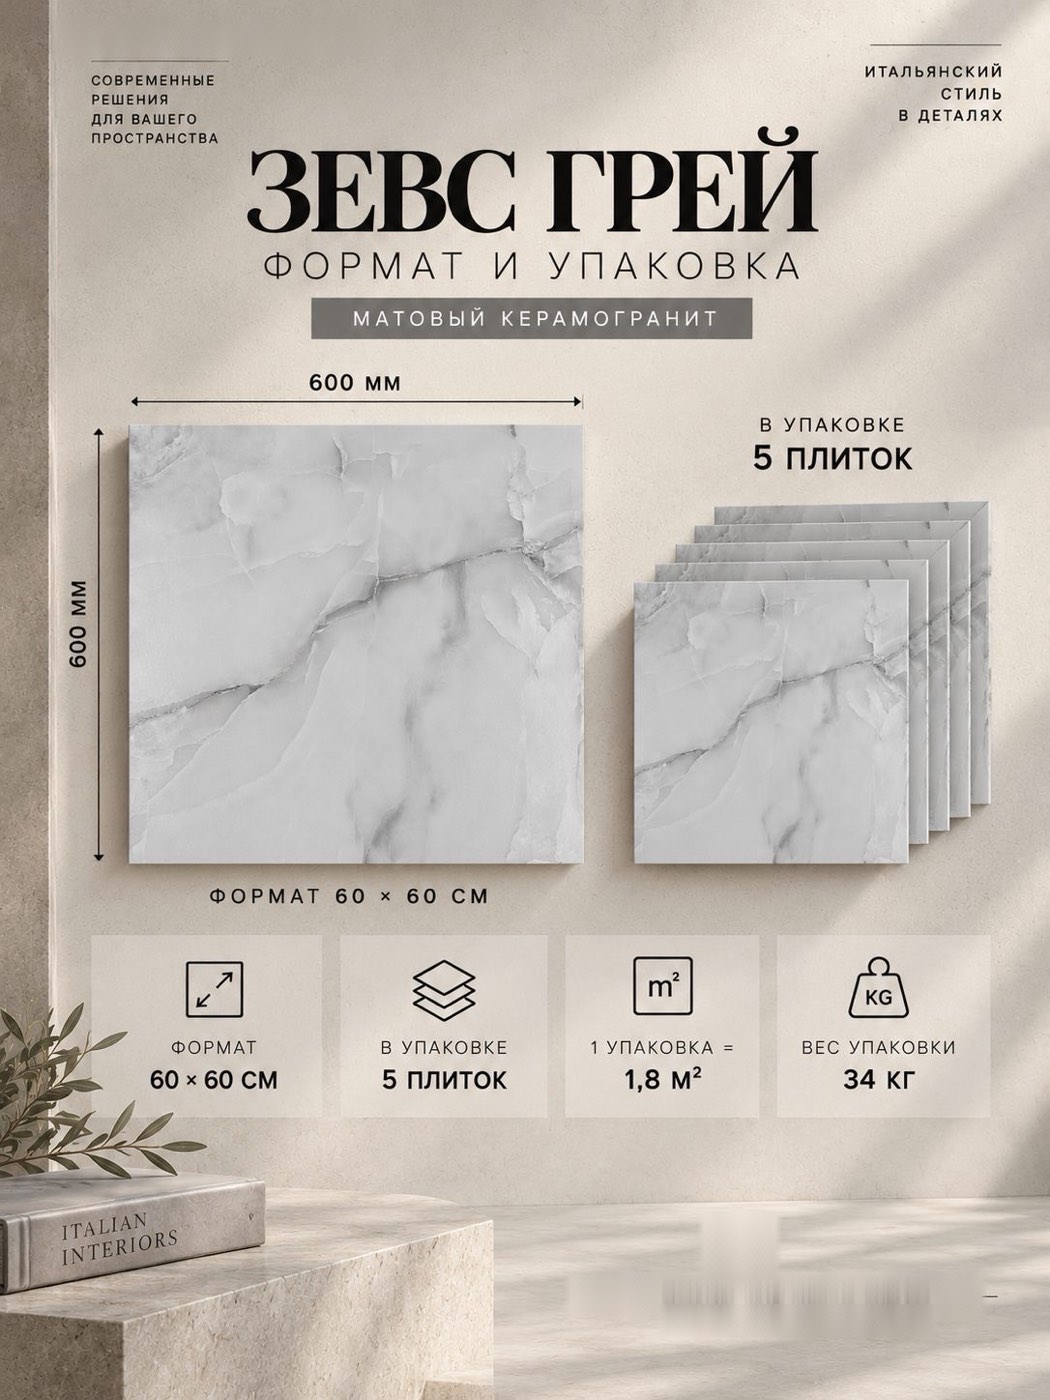 СОВРЕМЕННЫЕ
РЕШЕНИЯ
ДЛЯ ВАШЕГО
ПРОСТРАНСТВА
ИТАЛЬЯНСКИЙ
СТИЛЬ
В ДЕТАЛЯХ
ЗЕВС ГРЕЙ
ФОРМАТ И УПАКОВКА
МАТОВЫЙ КЕРАМОГРАНИТ
600 мм
600 мм
В УПАКОВКЕ
5 ПЛИТОК
ФОРМАТ 60 × 60 СМ
ФОРМАТ
60 × 60 СМ
В УПАКОВКЕ
5 ПЛИТОК
m²
1 УПАКОВКА =
1,8 М²
KG
ВЕС УПАКОВКИ
34 КГ
ITALIAN
INTERIORS